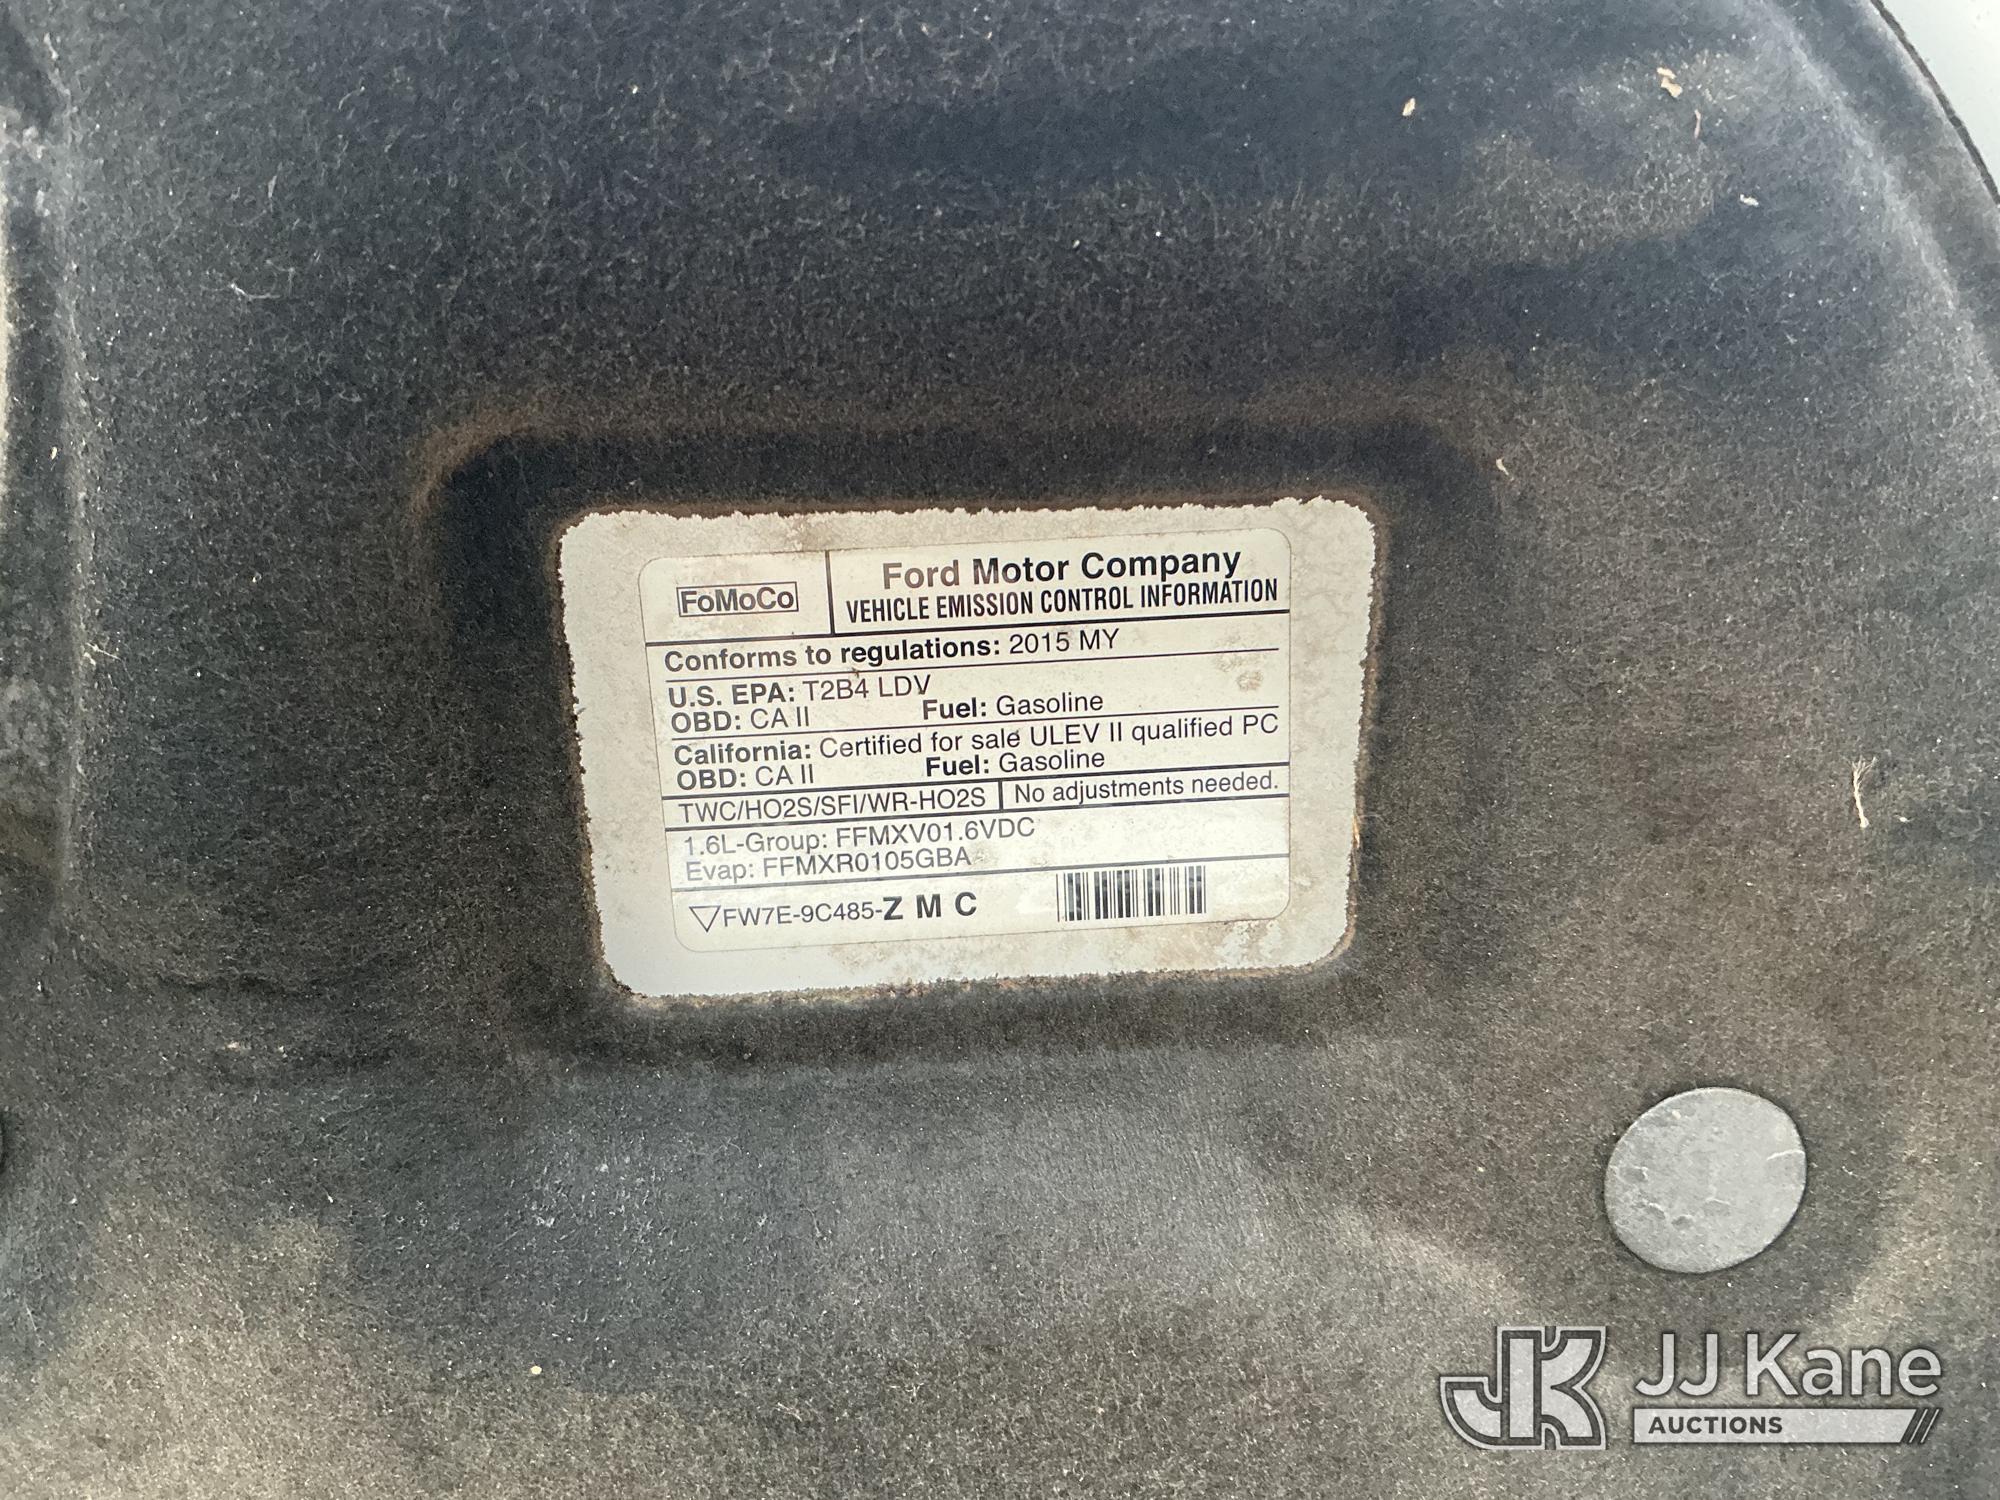 FoMoCo
Ford Motor Company
VEHICLE EMISSION CONTROL INFORMATION
Conforms to regulations: 2015 MY
U.S. EPA: T2B4 LDV
OBD: CA II Fuel: Gasoline
California: Certified for sale ULEV II qualified PC
OBD: CA II Fuel: Gasoline
TWC/HO2S/SFI/WR-HO2S No adjustments needed.
1.6L-Group: FFMXV01.6VDC
Evap: FFMXR0105GBA
FW7E-9C485-Z M C
JK JJ Kane
AUCTIONS